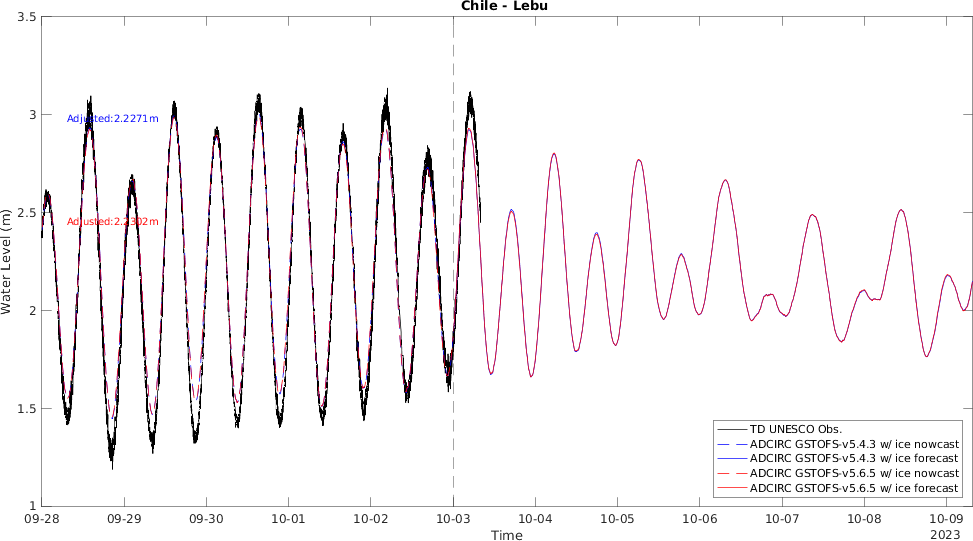 Chile - Lebu
3.5
3
2.5
2
1.5
1
Water Level (m)
Adjusted:2.2271m
Adjusted:2.2302m
TD UNESCO Obs.
ADCIRC GSTOFS-v5.4.3 w/ ice nowcast
ADCIRC GSTOFS-v5.4.3 w/ ice forecast
ADCIRC GSTOFS-v5.6.5 w/ ice nowcast
ADCIRC GSTOFS-v5.6.5 w/ ice forecast
09-28 09-29 09-30 10-01 10-02 10-03 10-04 10-05 10-06 10-07 10-08 10-09
2023
Time